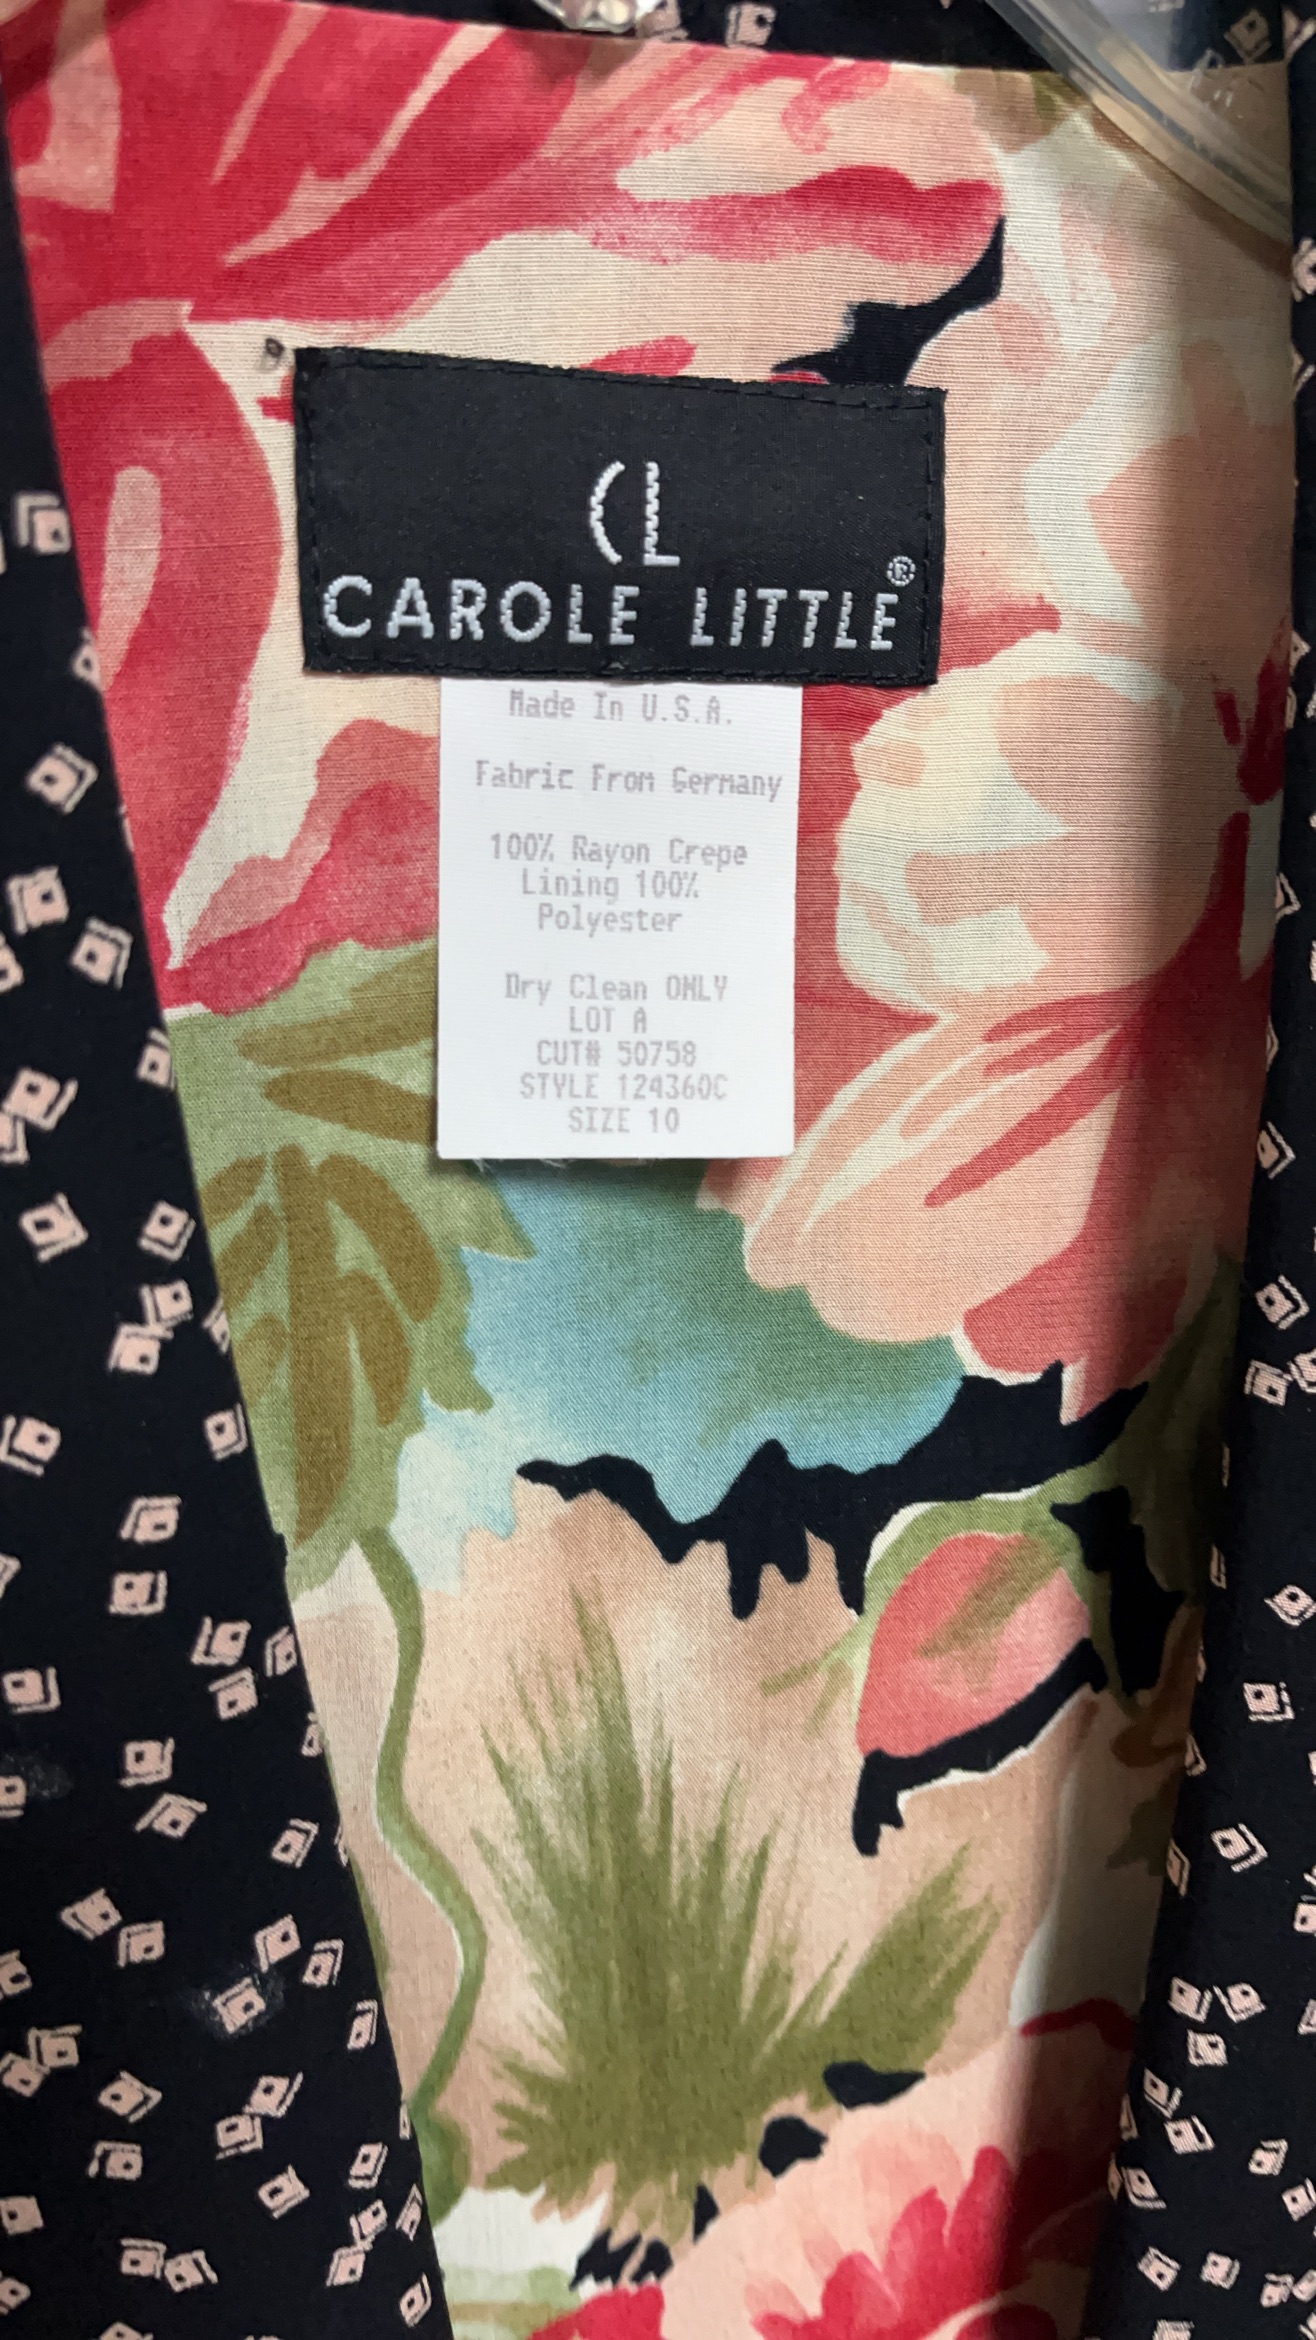 CL
CAROLE LITTLE®
Made In U.S.A.
Fabric From Germany
100% Rayon Crepe
Lining 100%
Polyester
Dry Clean ONLY
LOT A
CUT# 50758
STYLE 124360C
SIZE 10